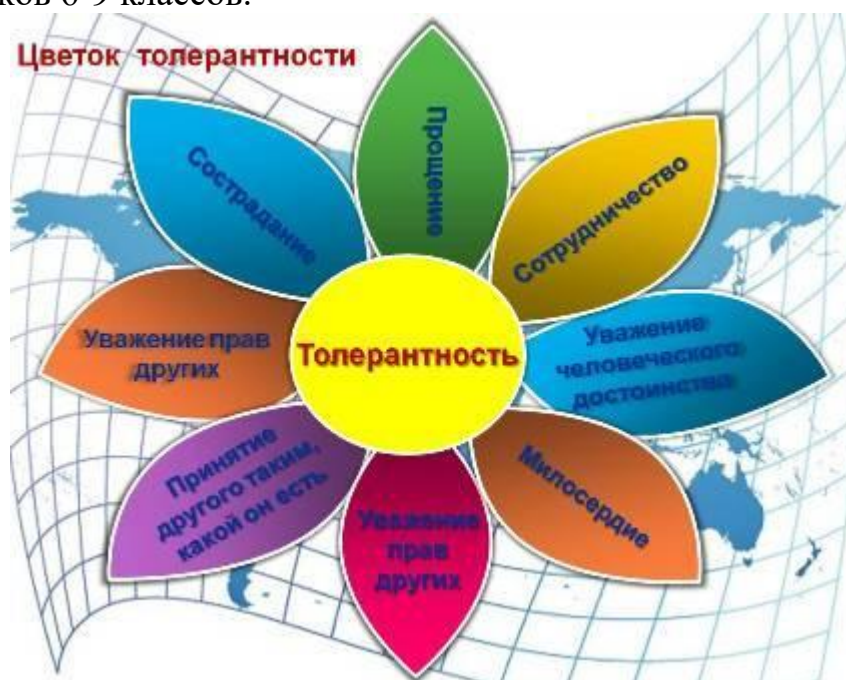 ков 6-9 классов.
Цветок толерантности
Прощение
Сострадание
Сотрудничество
Уважение прав
других
Толерантность
Уважение
человеческого
достоинства
Принятие
другого таким,
какой он есть
Милосердие
Уважение
прав
других